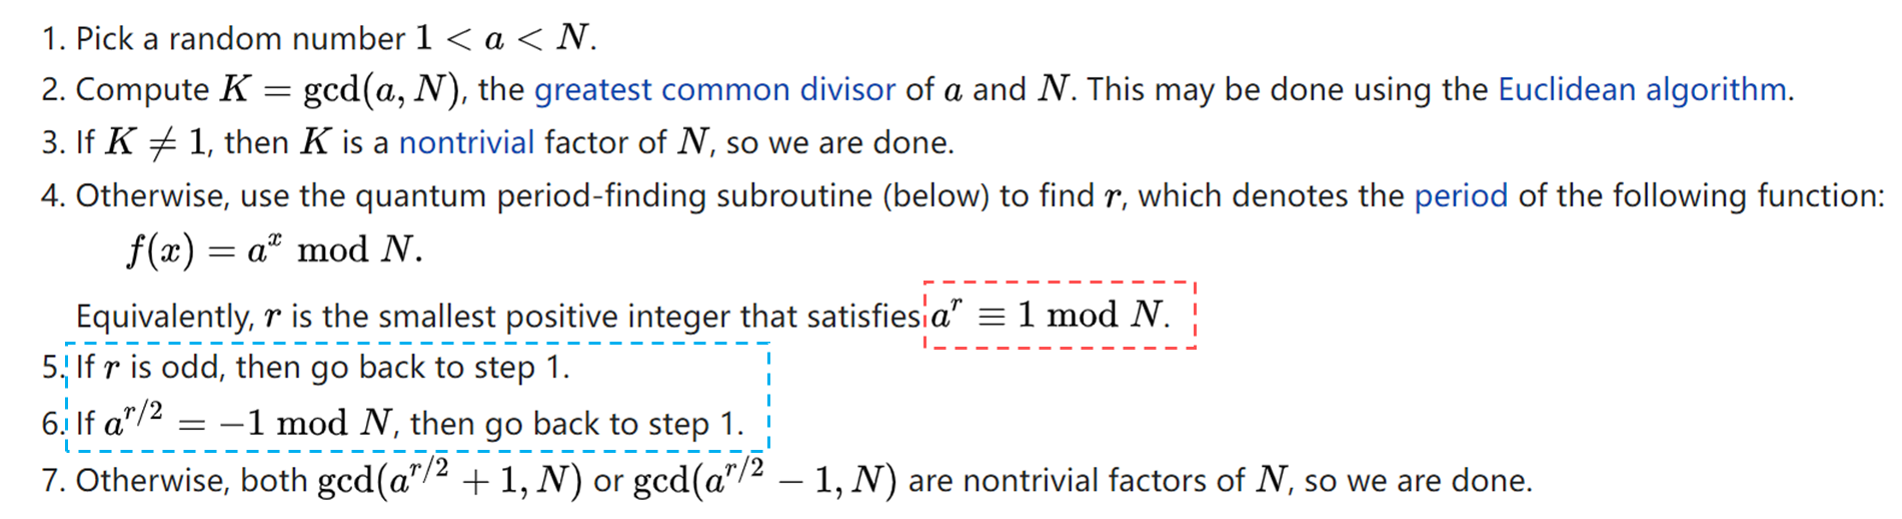 1. Pick a random number 1 < a < N.
2. Compute K = gcd(a, N), the greatest common divisor of a and N. This may be done using the Euclidean algorithm.
3. If K ≠ 1, then K is a nontrivial factor of N, so we are done.
4. Otherwise, use the quantum period-finding subroutine (below) to find r, which denotes the period of the following function:
f(x) = a^x mod N.
Equivalently, r is the smallest positive integer that satisfies a^r ≡ 1 mod N.
5. If r is odd, then go back to step 1.
6. If a^{r/2} = −1 mod N, then go back to step 1.
7. Otherwise, both gcd(a^{r/2} + 1, N) or gcd(a^{r/2} − 1, N) are nontrivial factors of N, so we are done.